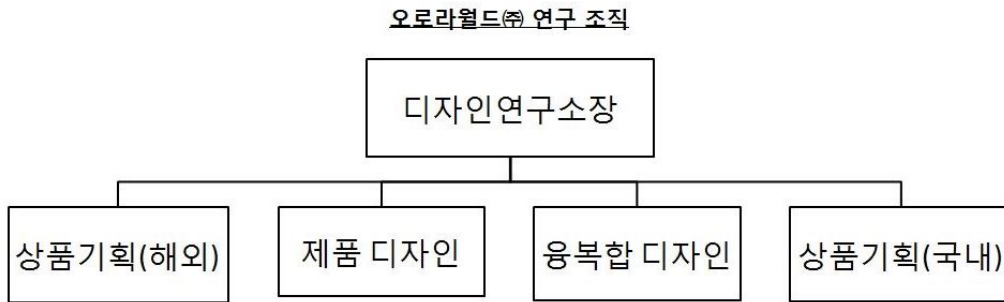 오로라월드㈜ 연구 조직
디자인연구소장
상품기획(해외)
제품 디자인
융복합 디자인
상품기획(국내)